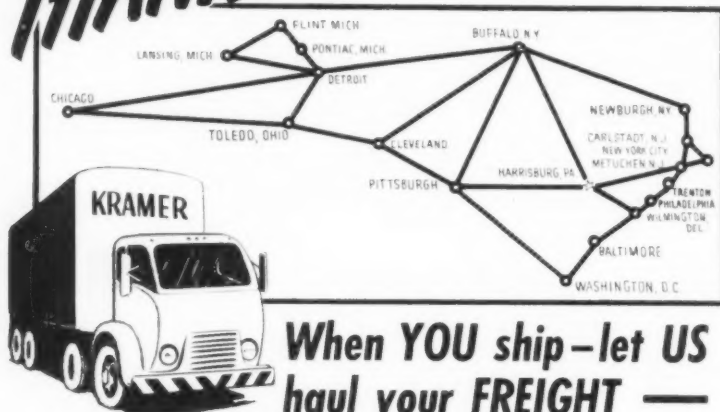 FLINT MICH.
BUFFALO N.Y.
LANSING, MICH.
PONTIAC, MICH.
DETROIT
CHICAGO
NEWBURGH, N.Y.
TOLEDO, OHIO
CLEVELAND
CARLSTADT, N.J.
NEW YORK CITY
HARRISBURG, PA.
METUCHEN N.J.
PITTSBURGH
TRENTON
PHILADELPHIA
WILMINGTON,
DEL.
KRAMER
BALTIMORE
WASHINGTON, D.C.
When YOU ship—let US
haul your FREIGHT —